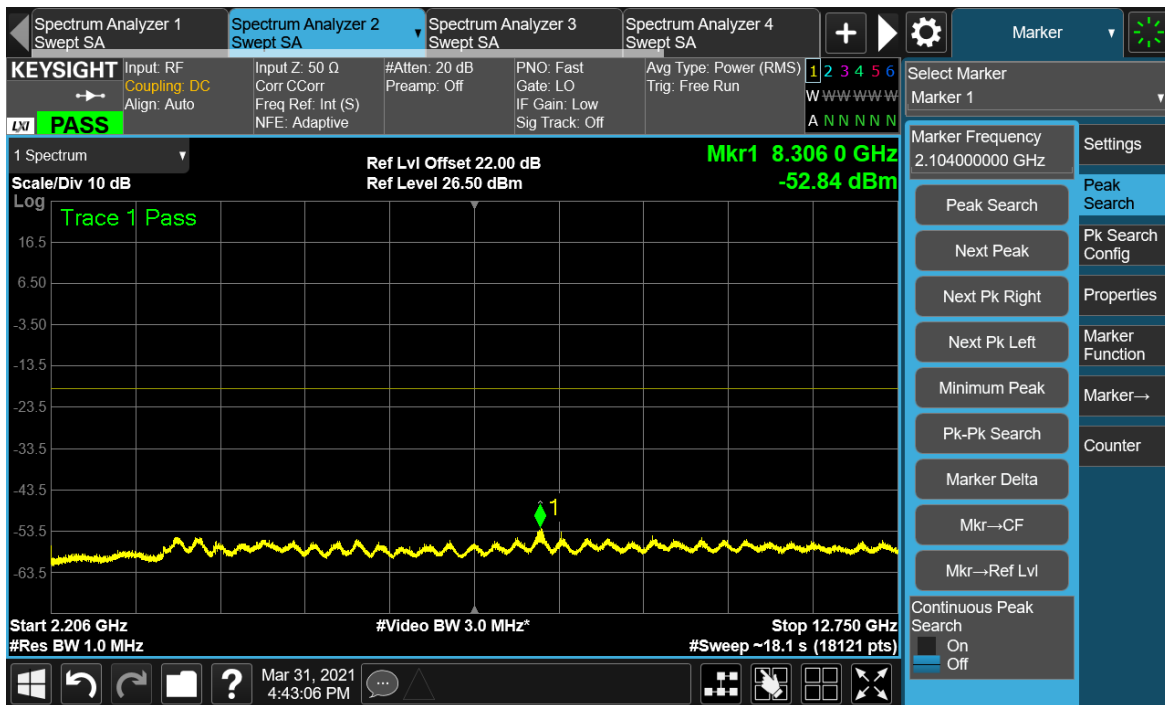 Spectrum Analyzer 1
Swept SA
Spectrum Analyzer 2
Swept SA
Spectrum Analyzer 3
Swept SA
Spectrum Analyzer 4
Swept SA
+
Marker
KEYSIGHT
LXI PASS
Input: RF
Coupling: DC
Align: Auto
Input Z: 50 Ω
Corr CCorr
Freq Ref: Int (S)
NFE: Adaptive
#Atten: 20 dB
Preamp: Off
PNO: Fast
Gate: LO
IF Gain: Low
Sig Track: Off
Avg Type: Power (RMS)
Trig: Free Run
1 2 3 4 5 6
W W W W W W
A N N N N N
Select Marker
Marker 1
1 Spectrum
Scale/Div 10 dB
Ref Lvl Offset 22.00 dB
Ref Level 26.50 dBm
Mkr1 8.306 0 GHz
-52.84 dBm
Log
Trace 1 Pass
16.5
6.50
-3.50
-13.5
-23.5
-33.5
-43.5
-53.5
-63.5
1
Start 2.206 GHz
#Res BW 1.0 MHz
#Video BW 3.0 MHz*
Stop 12.750 GHz
#Sweep ~18.1 s (18121 pts)
Marker Frequency
2.104000000 GHz
Peak Search
Next Peak
Next Pk Right
Next Pk Left
Minimum Peak
Pk-Pk Search
Marker Delta
Mkr→CF
Mkr→Ref Lvl
Continuous Peak
Search
On
Off
Settings
Peak
Search
Pk Search
Config
Properties
Marker
Function
Marker→
Counter
?
Mar 31, 2021
4:43:06 PM